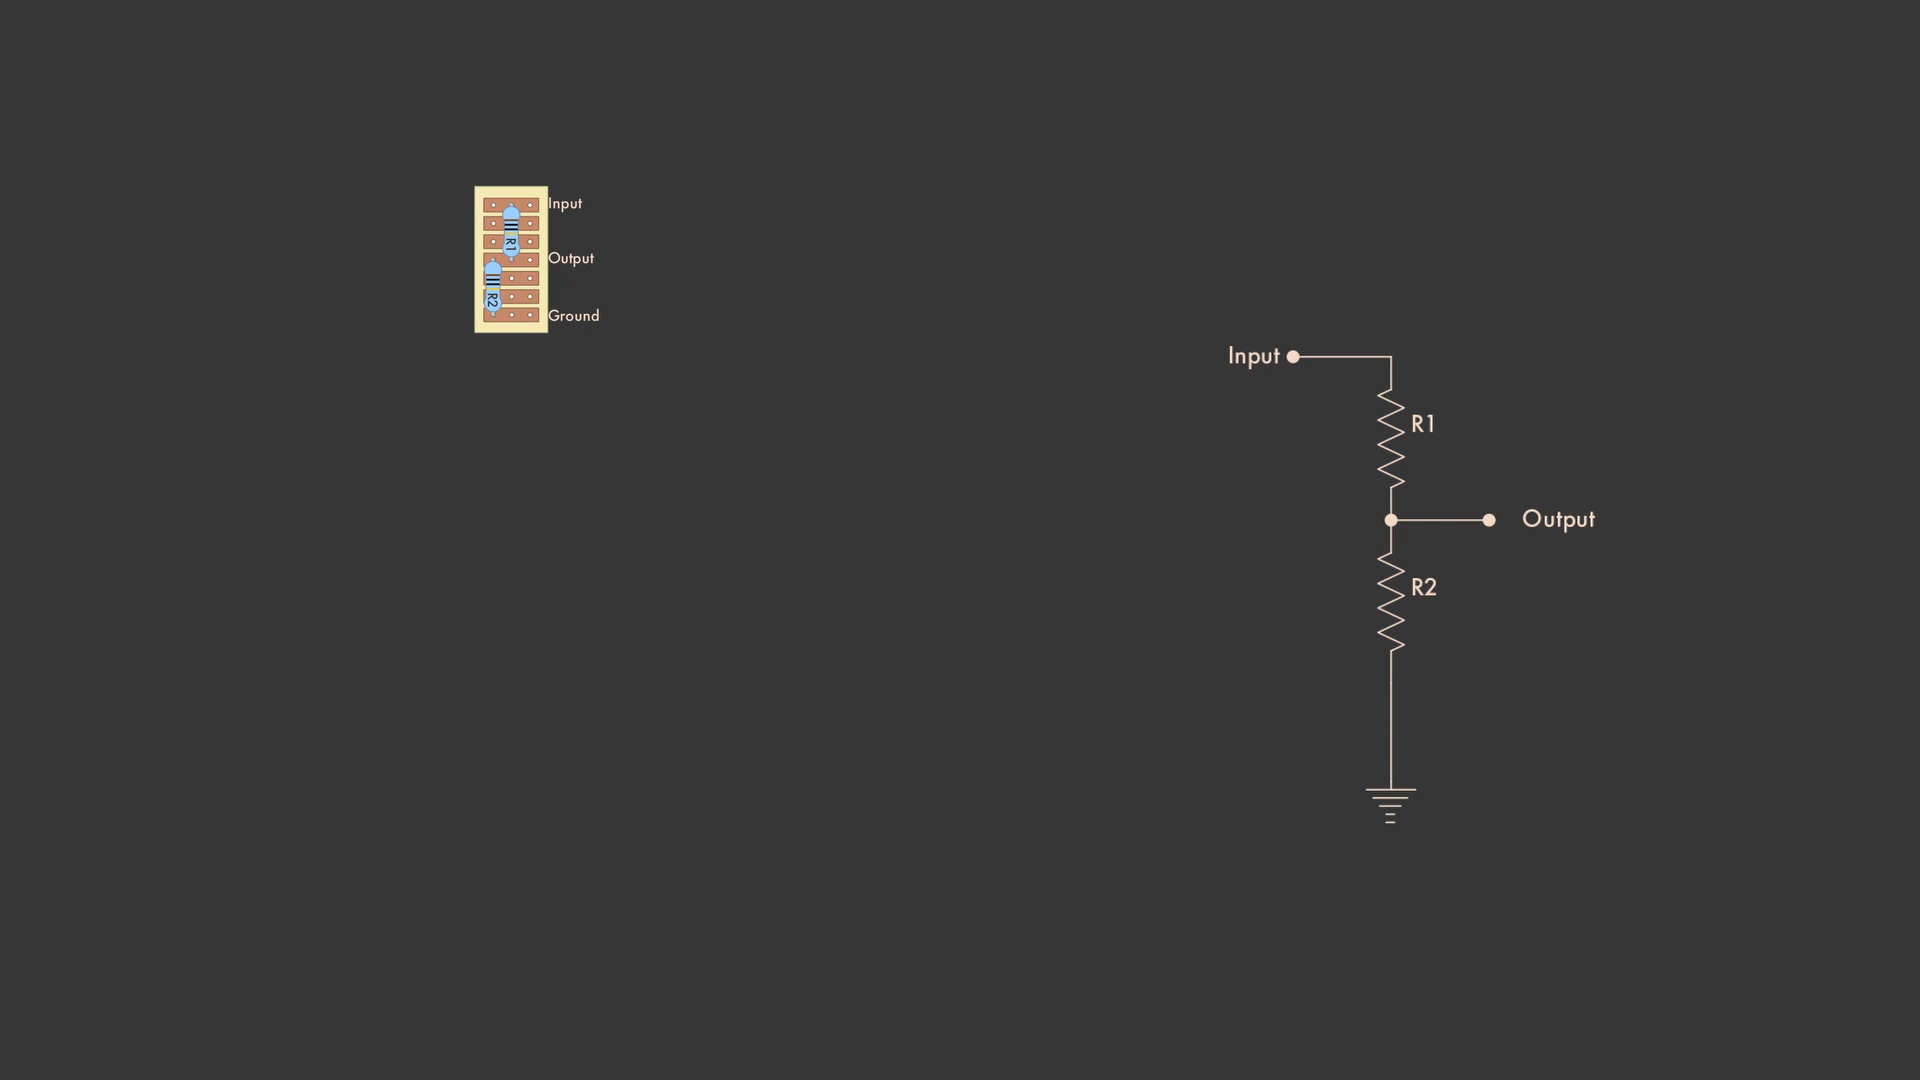 Input
R1
Output
R2
Ground
Input
R1
Output
R2